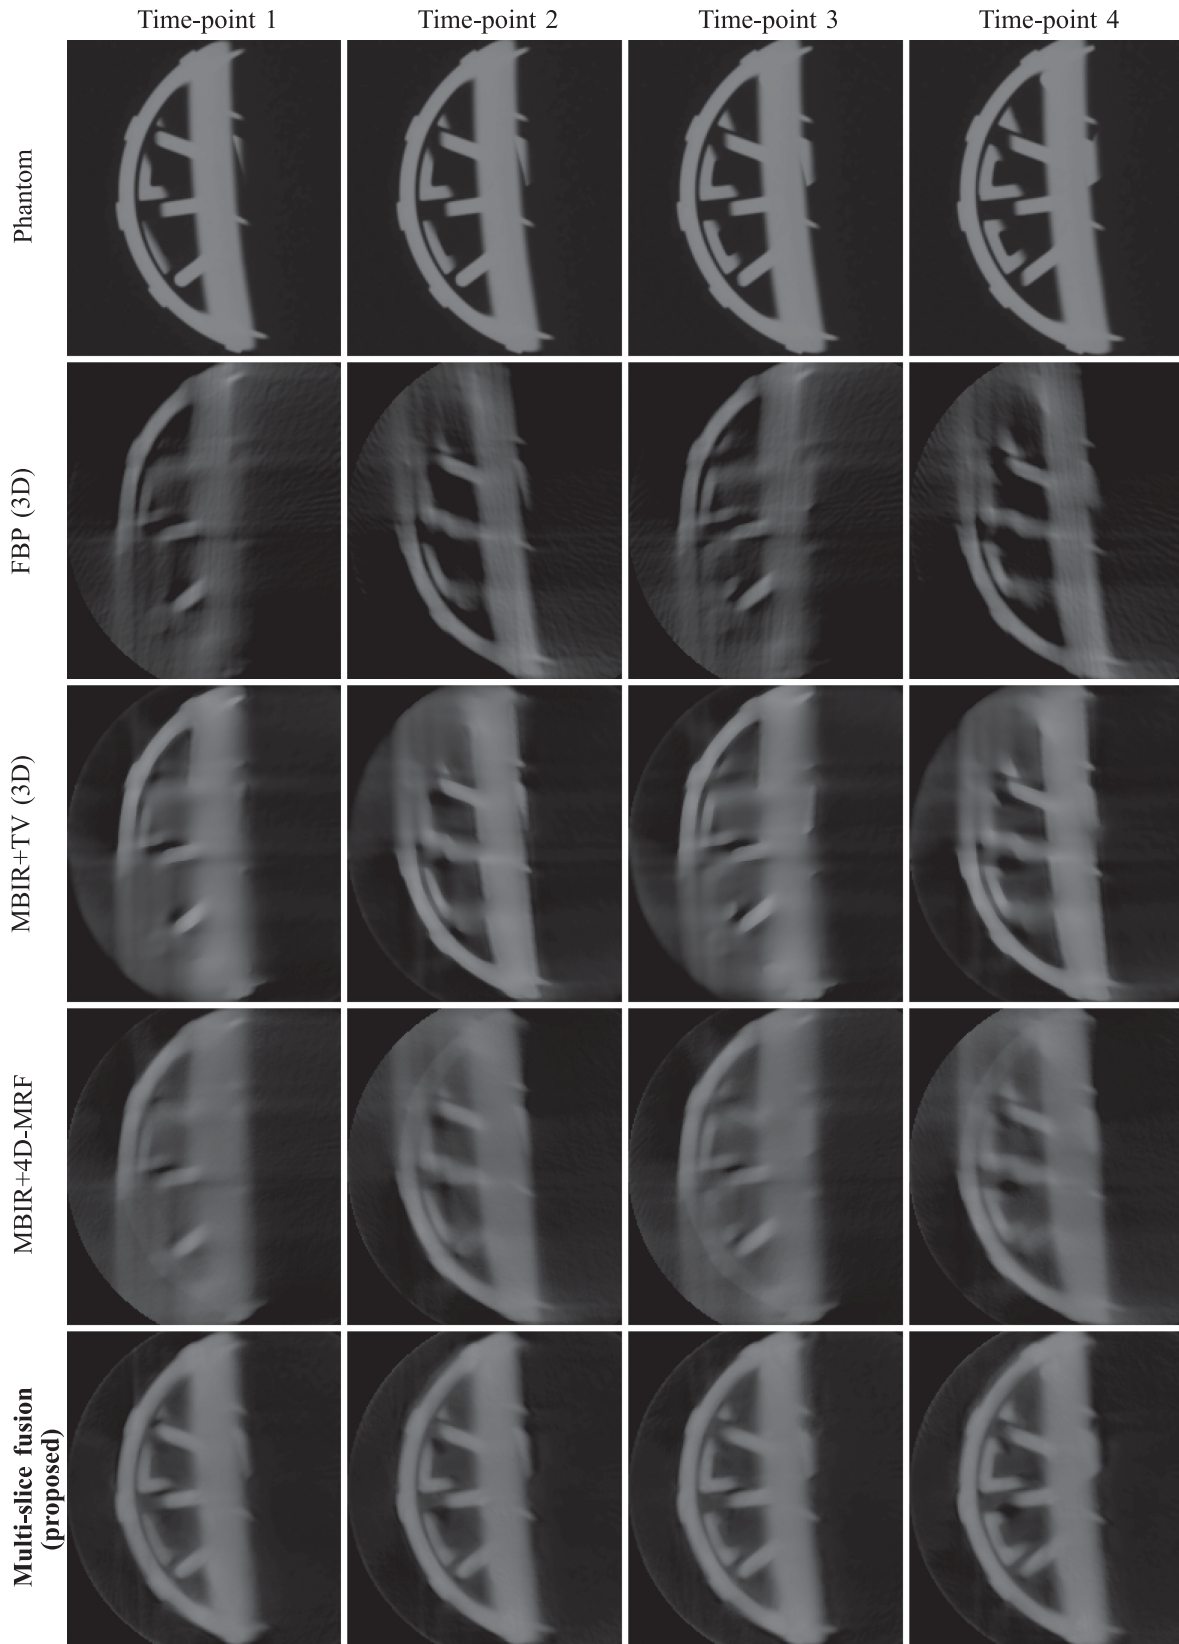 Time-point 1
Time-point 2
Time-point 3
Time-point 4
Phantom
FBP (3D)
MBIR+TV (3D)
MBIR+4D-MRF
Multi-slice fusion
(proposed)